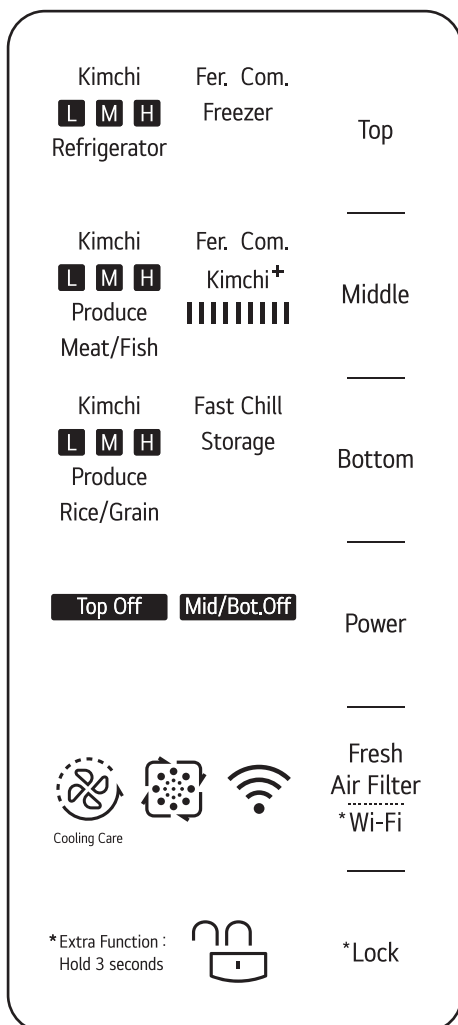 Kimchi Fer. Com.
L M H Freezer
Refrigerator
Top
Kimchi Fer. Com.
L M H Kimchi+
Produce
Meat/Fish
Middle
Kimchi Fast Chill
L M H Storage
Produce
Rice/Grain
Bottom
Top Off Mid/Bot.Off
Power
Cooling Care
Fresh
Air Filter
*Wi-Fi
*Extra Function :
Hold 3 seconds
*Lock